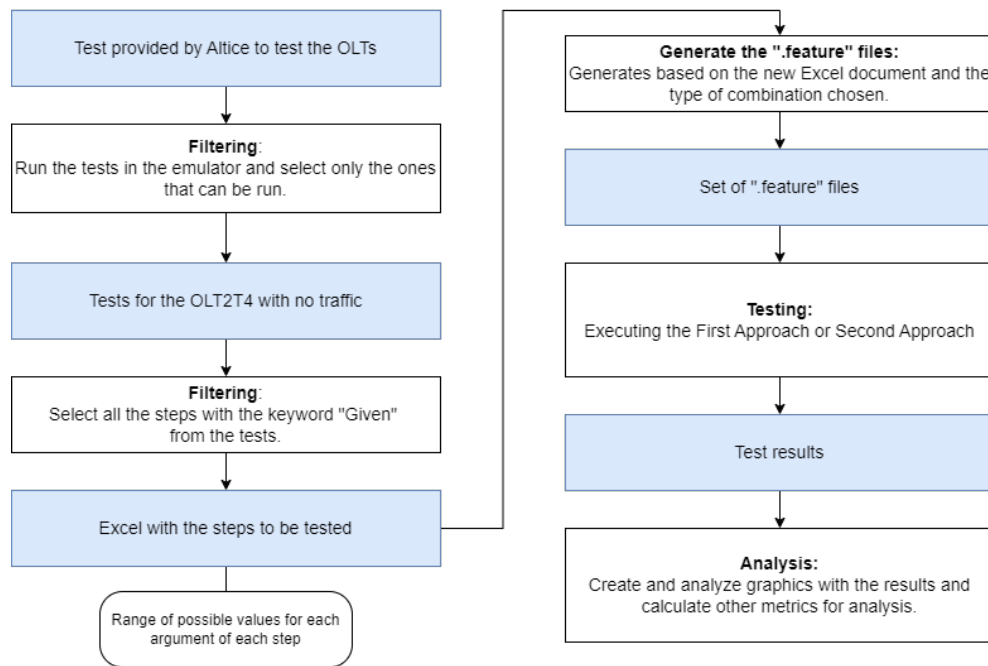 Test provided by Altice to test the OLTs
Filtering:
Run the tests in the emulator and select only the ones
that can be run.
Tests for the OLT2T4 with no traffic
Filtering:
Select all the steps with the keyword "Given"
from the tests.
Excel with the steps to be tested
Range of possible values for each
argument of each step
Generate the ".feature" files:
Generates based on the new Excel document and the
type of combination chosen.
Set of ".feature" files
Testing:
Executing the First Approach or Second Approach
Test results
Analysis:
Create and analyze graphics with the results and
calculate other metrics for analysis.